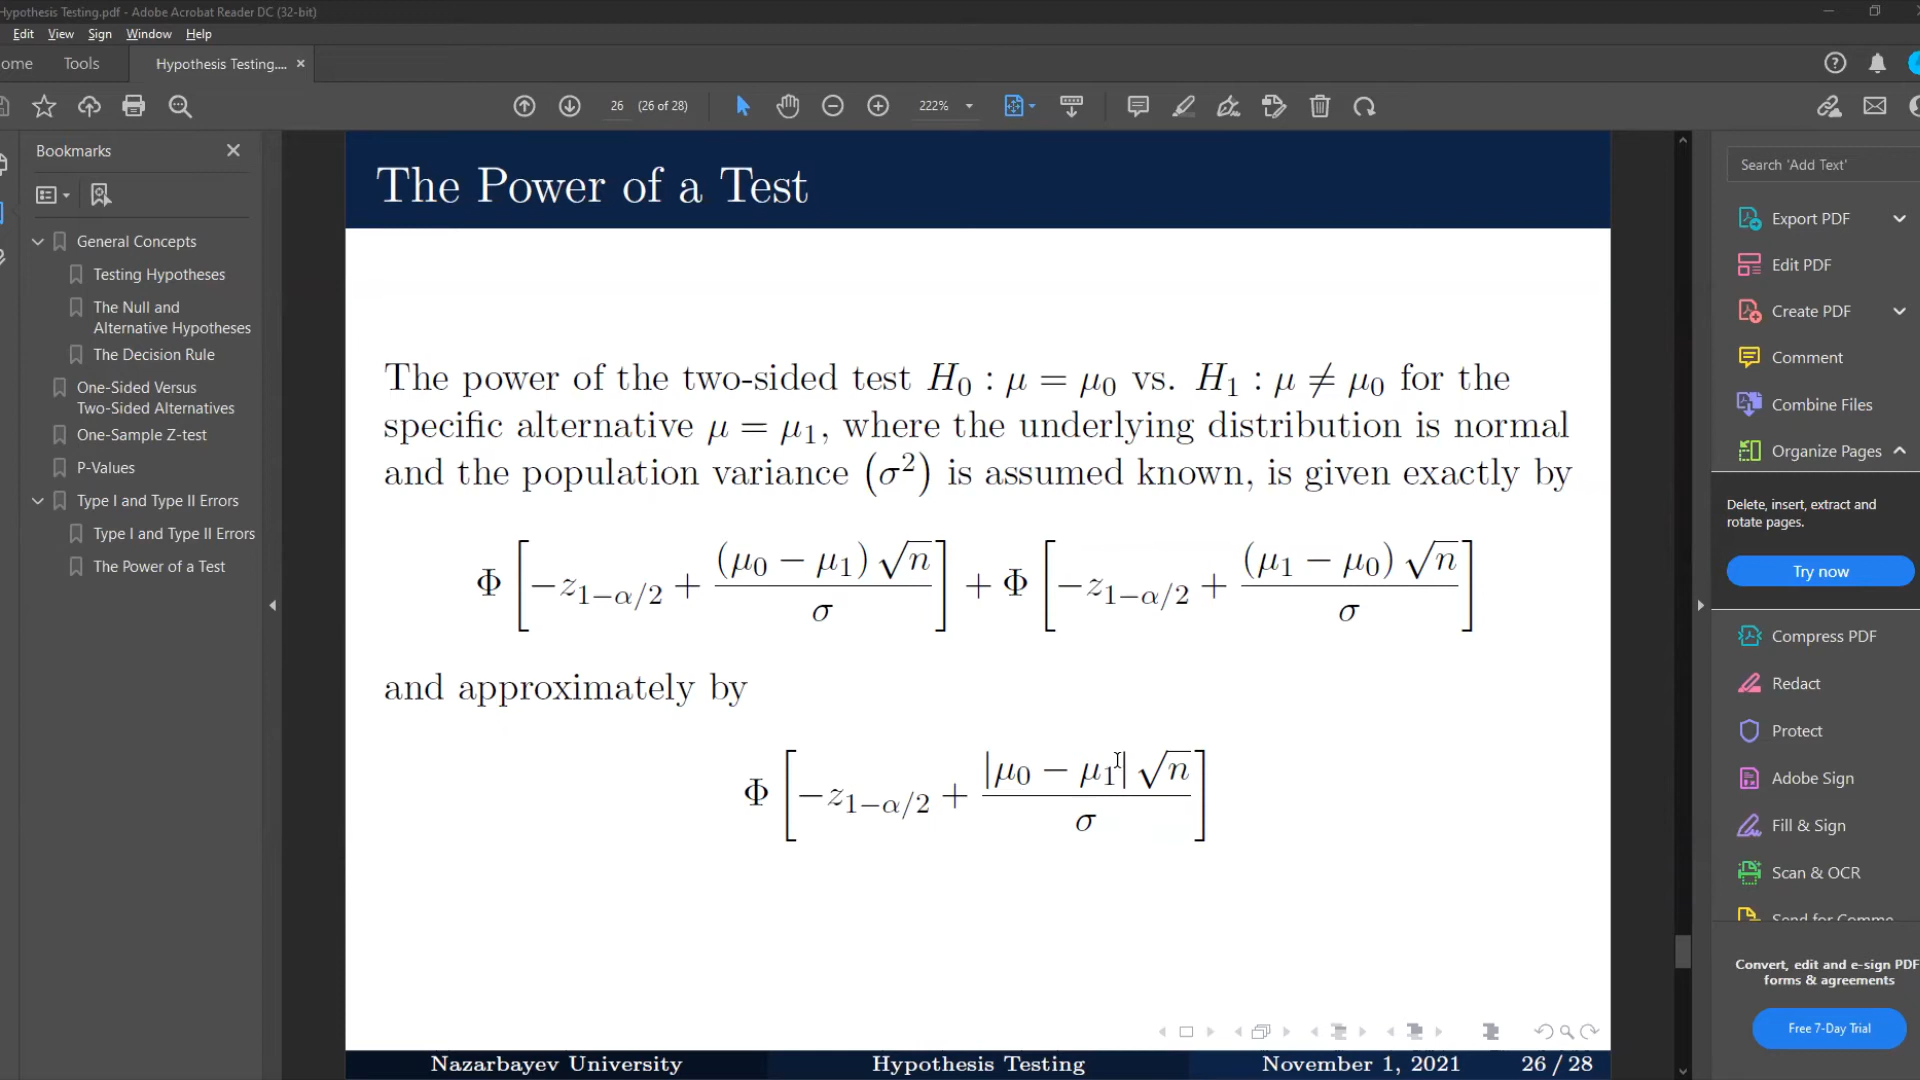 Hypothesis Testing.pdf - Adobe Acrobat Reader DC (32-bit)
Edit View Sign Window Help
ome Tools Hypothesis Testing.... ×
26 (26 of 28) 222%
Bookmarks
General Concepts
Testing Hypotheses
The Null and
Alternative Hypotheses
The Decision Rule
One-Sided Versus
Two-Sided Alternatives
One-Sample Z-test
P-Values
Type I and Type II Errors
Type I and Type II Errors
The Power of a Test
The Power of a Test
The power of the two-sided test H₀ : μ = μ₀ vs. H₁ : μ ≠ μ₀ for the
specific alternative μ = μ₁, where the underlying distribution is normal
and the population variance (σ²) is assumed known, is given exactly by
Φ [−z₁₋α/₂ + (μ₀ − μ₁) √n / σ] + Φ [−z₁₋α/₂ + (μ₁ − μ₀) √n / σ]
and approximately by
Φ [−z₁₋α/₂ + |μ₀ − μ₁| √n / σ]
Nazarbayev University Hypothesis Testing November 1, 2021 26 / 28
Search 'Add Text'
Export PDF
Edit PDF
Create PDF
Comment
Combine Files
Organize Pages
Delete, insert, extract and
rotate pages.
Try now
Compress PDF
Redact
Protect
Adobe Sign
Fill & Sign
Scan & OCR
Send for Comme
Convert, edit and e-sign PDF
forms & agreements
Free 7-Day Trial